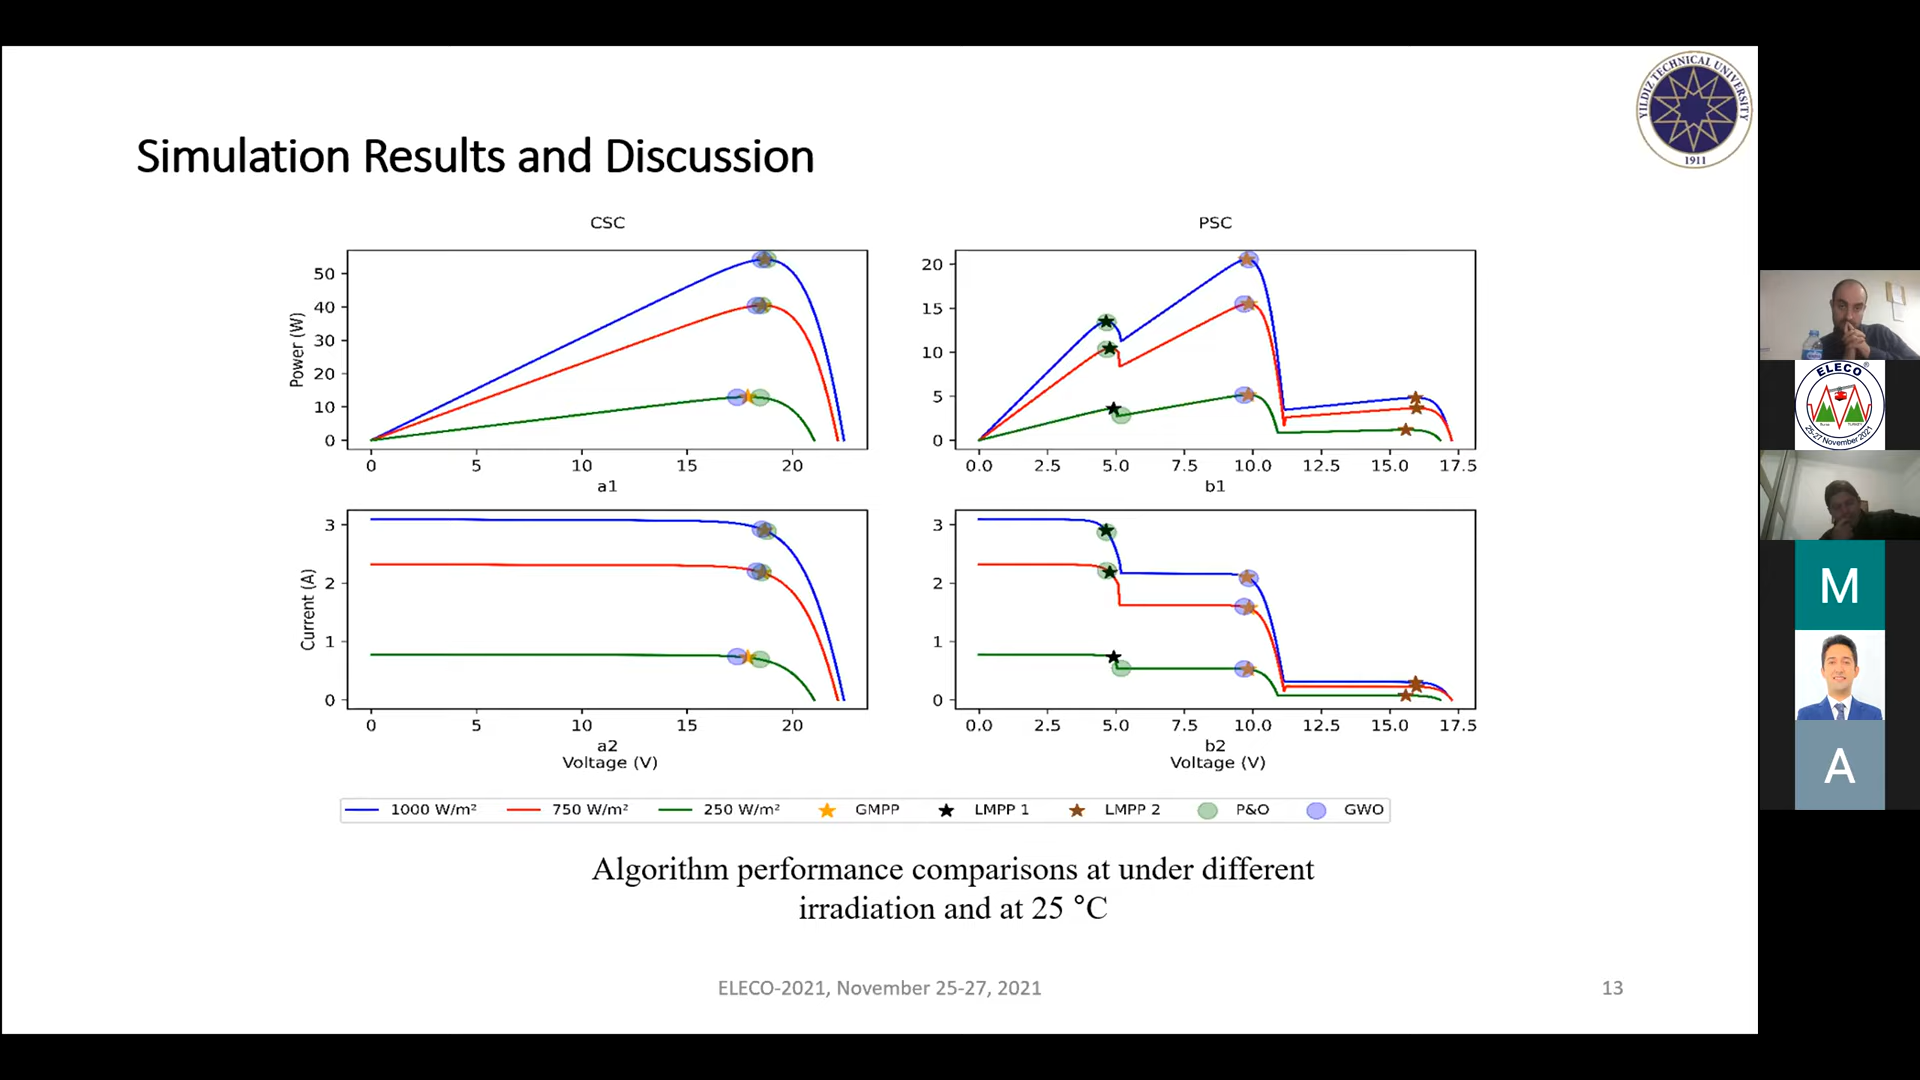 YILDIZ TECHNICAL UNIVERSITY
1911
Simulation Results and Discussion
CSC
PSC
Power (W)
50
40
30
20
10
0
0 5 10 15 20
a1
20
15
10
5
0
0.0 2.5 5.0 7.5 10.0 12.5 15.0 17.5
b1
Current (A)
3
2
1
0
0 5 10 15 20
a2
Voltage (V)
3
2
1
0
0.0 2.5 5.0 7.5 10.0 12.5 15.0 17.5
b2
Voltage (V)
1000 W/m² 750 W/m² 250 W/m² GMPP LMPP 1 LMPP 2 P&O GWO
Algorithm performance comparisons at under different
irradiation and at 25 °C
ELECO-2021, November 25-27, 2021
13
ELECO
25-27 November 2021
M
A